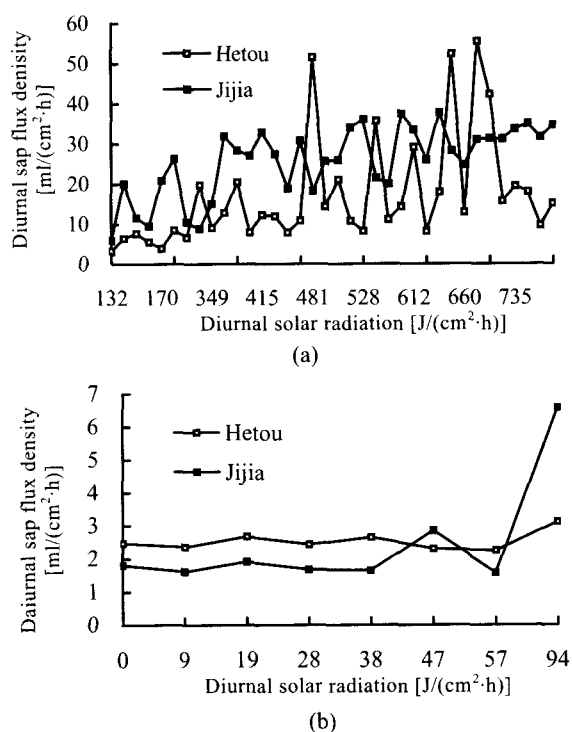 Diurnal sap flux denisity
[ml/(cm²·h)]
60
50
40
30
20
10
0
Hetou
Jijia
132 170 349 415 481 528 612 660 735
Diurnal solar radiation [J/(cm²·h)]
(a)
Daiurnal sap flux density
[ml/(cm²·h)]
7
6
5
4
3
2
1
0
Hetou
Jijia
0 9 19 28 38 47 57 94
Diurnal solar radiation [J/(cm²·h)]
(b)